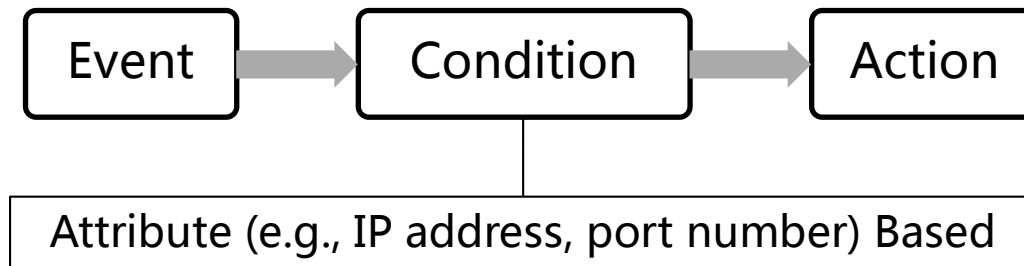 Event
Condition
Action
Attribute (e.g., IP address, port number) Based